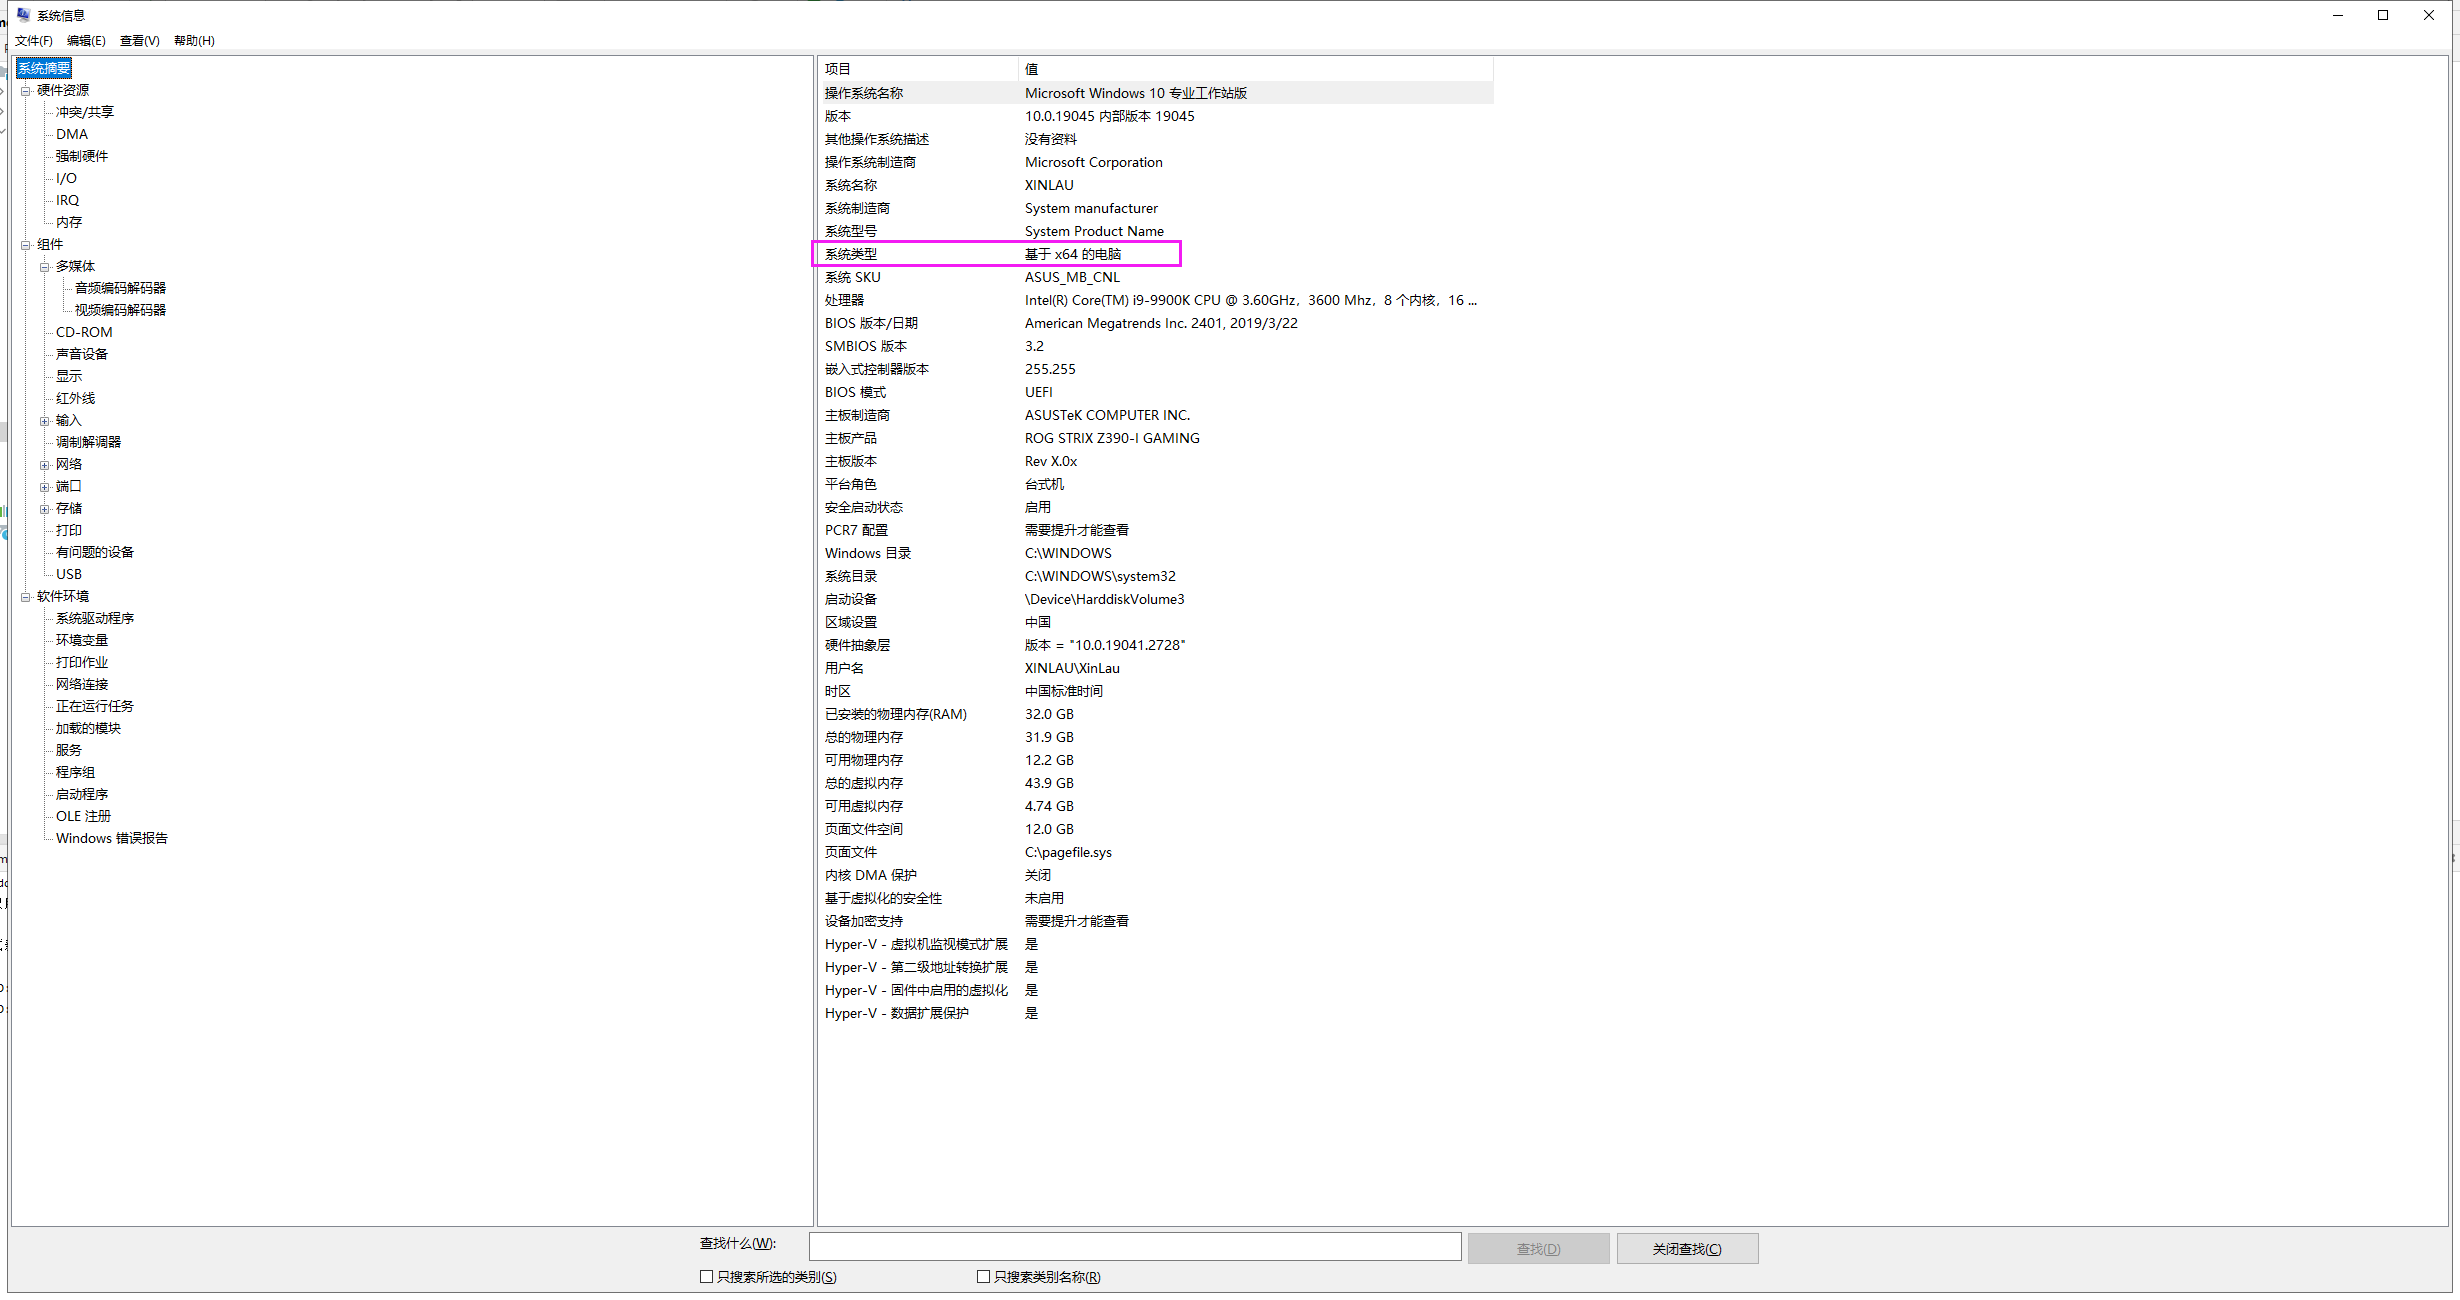 系统信息
文件(F) 编辑(E) 查看(V) 帮助(H)
系统摘要
硬件资源
冲突/共享
DMA
强制硬件
I/O
IRQ
内存
组件
多媒体
音频编码解码器
视频编码解码器
CD-ROM
声音设备
显示
红外线
输入
调制解调器
网络
端口
存储
打印
有问题的设备
USB
软件环境
系统驱动程序
环境变量
打印作业
网络连接
正在运行任务
加载的模块
服务
程序组
启动程序
OLE 注册
Windows 错误报告
项目 值
操作系统名称 Microsoft Windows 10 专业工作站版
版本 10.0.19045 内部版本 19045
其他操作系统描述 没有资料
操作系统制造商 Microsoft Corporation
系统名称 XINLAU
系统制造商 System manufacturer
系统型号 System Product Name
系统类型 基于 x64 的电脑
系统 SKU ASUS_MB_CNL
处理器 Intel(R) Core(TM) i9-9900K CPU @ 3.60GHz，3600 Mhz，8 个内核，16 ...
BIOS 版本/日期 American Megatrends Inc. 2401, 2019/3/22
SMBIOS 版本 3.2
嵌入式控制器版本 255.255
BIOS 模式 UEFI
主板制造商 ASUSTeK COMPUTER INC.
主板产品 ROG STRIX Z390-I GAMING
主板版本 Rev X.0x
平台角色 台式机
安全启动状态 启用
PCR7 配置 需要提升才能查看
Windows 目录 C:\WINDOWS
系统目录 C:\WINDOWS\system32
启动设备 \Device\HarddiskVolume3
区域设置 中国
硬件抽象层 版本 = "10.0.19041.2728"
用户名 XINLAU\XinLau
时区 中国标准时间
已安装的物理内存(RAM) 32.0 GB
总的物理内存 31.9 GB
可用物理内存 12.2 GB
总的虚拟内存 43.9 GB
可用虚拟内存 4.74 GB
页面文件空间 12.0 GB
页面文件 C:\pagefile.sys
内核 DMA 保护 关闭
基于虚拟化的安全性 未启用
设备加密支持 需要提升才能查看
Hyper-V - 虚拟机监视模式扩展 是
Hyper-V - 第二级地址转换扩展 是
Hyper-V - 固件中启用的虚拟化 是
Hyper-V - 数据扩展保护 是
查找什么(W): 查找(D) 关闭查找(C)
只搜索所选的类别(S) 只搜索类别名称(R)